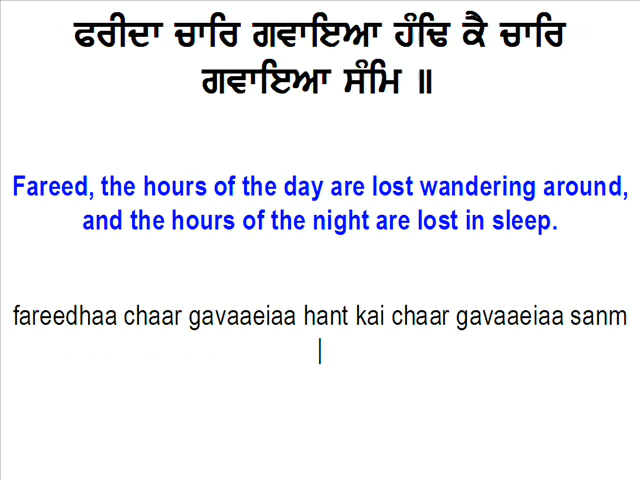 ਫਰੀਦਾ ਚਾਰਿ ਗਵਾਇਆ ਹੰਢਿ ਕੈ ਚਾਰਿ
ਗਵਾਇਆ ਸੰਮਿ ॥
Fareed, the hours of the day are lost wandering around,
and the hours of the night are lost in sleep.
fareedhaa chaar gavaaeiaa hant kai chaar gavaaeiaa sanm
|